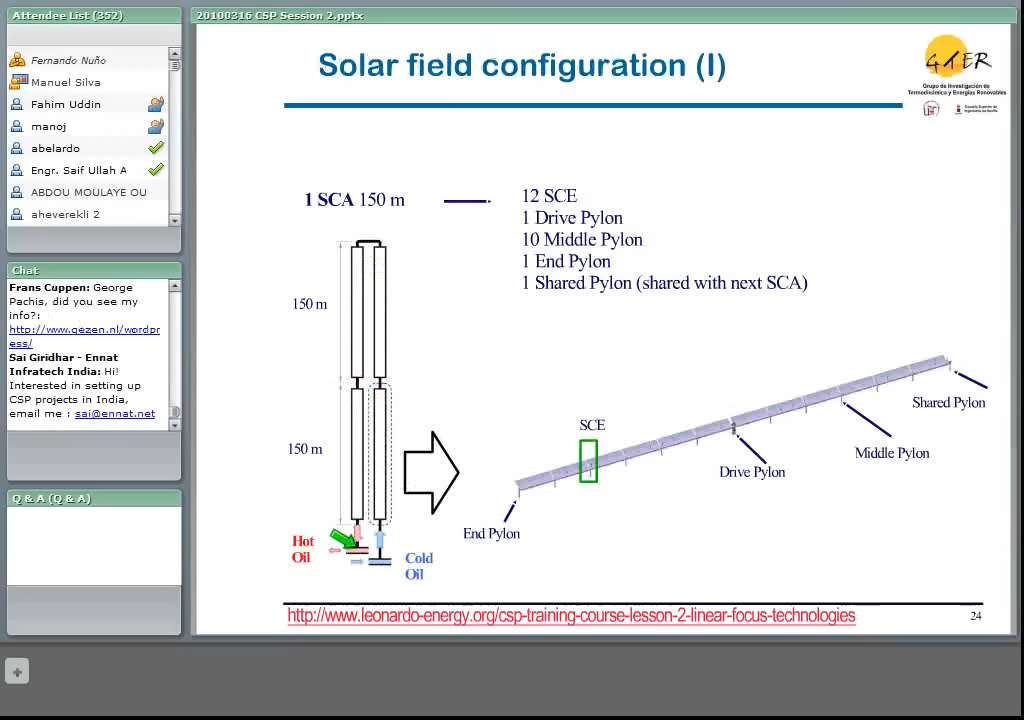 Attendee List (352)
Fernando Nuño
Manuel Silva
Fahim Uddin
manoj
abelardo
Engr. Saif Ullah A
ABDOU MOULAYE OU
aheverekli 2
Chat
Frans Cuppen: George
Pachis, did you see my
info?:
http://www.gezen.nl/wordpr
ess/
Sai Giridhar - Ennat
Infratech India: Hi!
Interested in setting up
CSP projects in India,
email me : sai@ennat.net
Q & A (Q & A)
20100316 CSP Session 2.pptx
Solar field configuration (I)
GTER
Grupo de Investigación de
Termodinámica y Energías Renovables
1 SCA 150 m
12 SCE
1 Drive Pylon
10 Middle Pylon
1 End Pylon
1 Shared Pylon (shared with next SCA)
150 m
150 m
Hot
Oil
Cold
Oil
SCE
End Pylon
Drive Pylon
Middle Pylon
Shared Pylon
http://www.leonardo-energy.org/csp-training-course-lesson-2-linear-focus-technologies
24